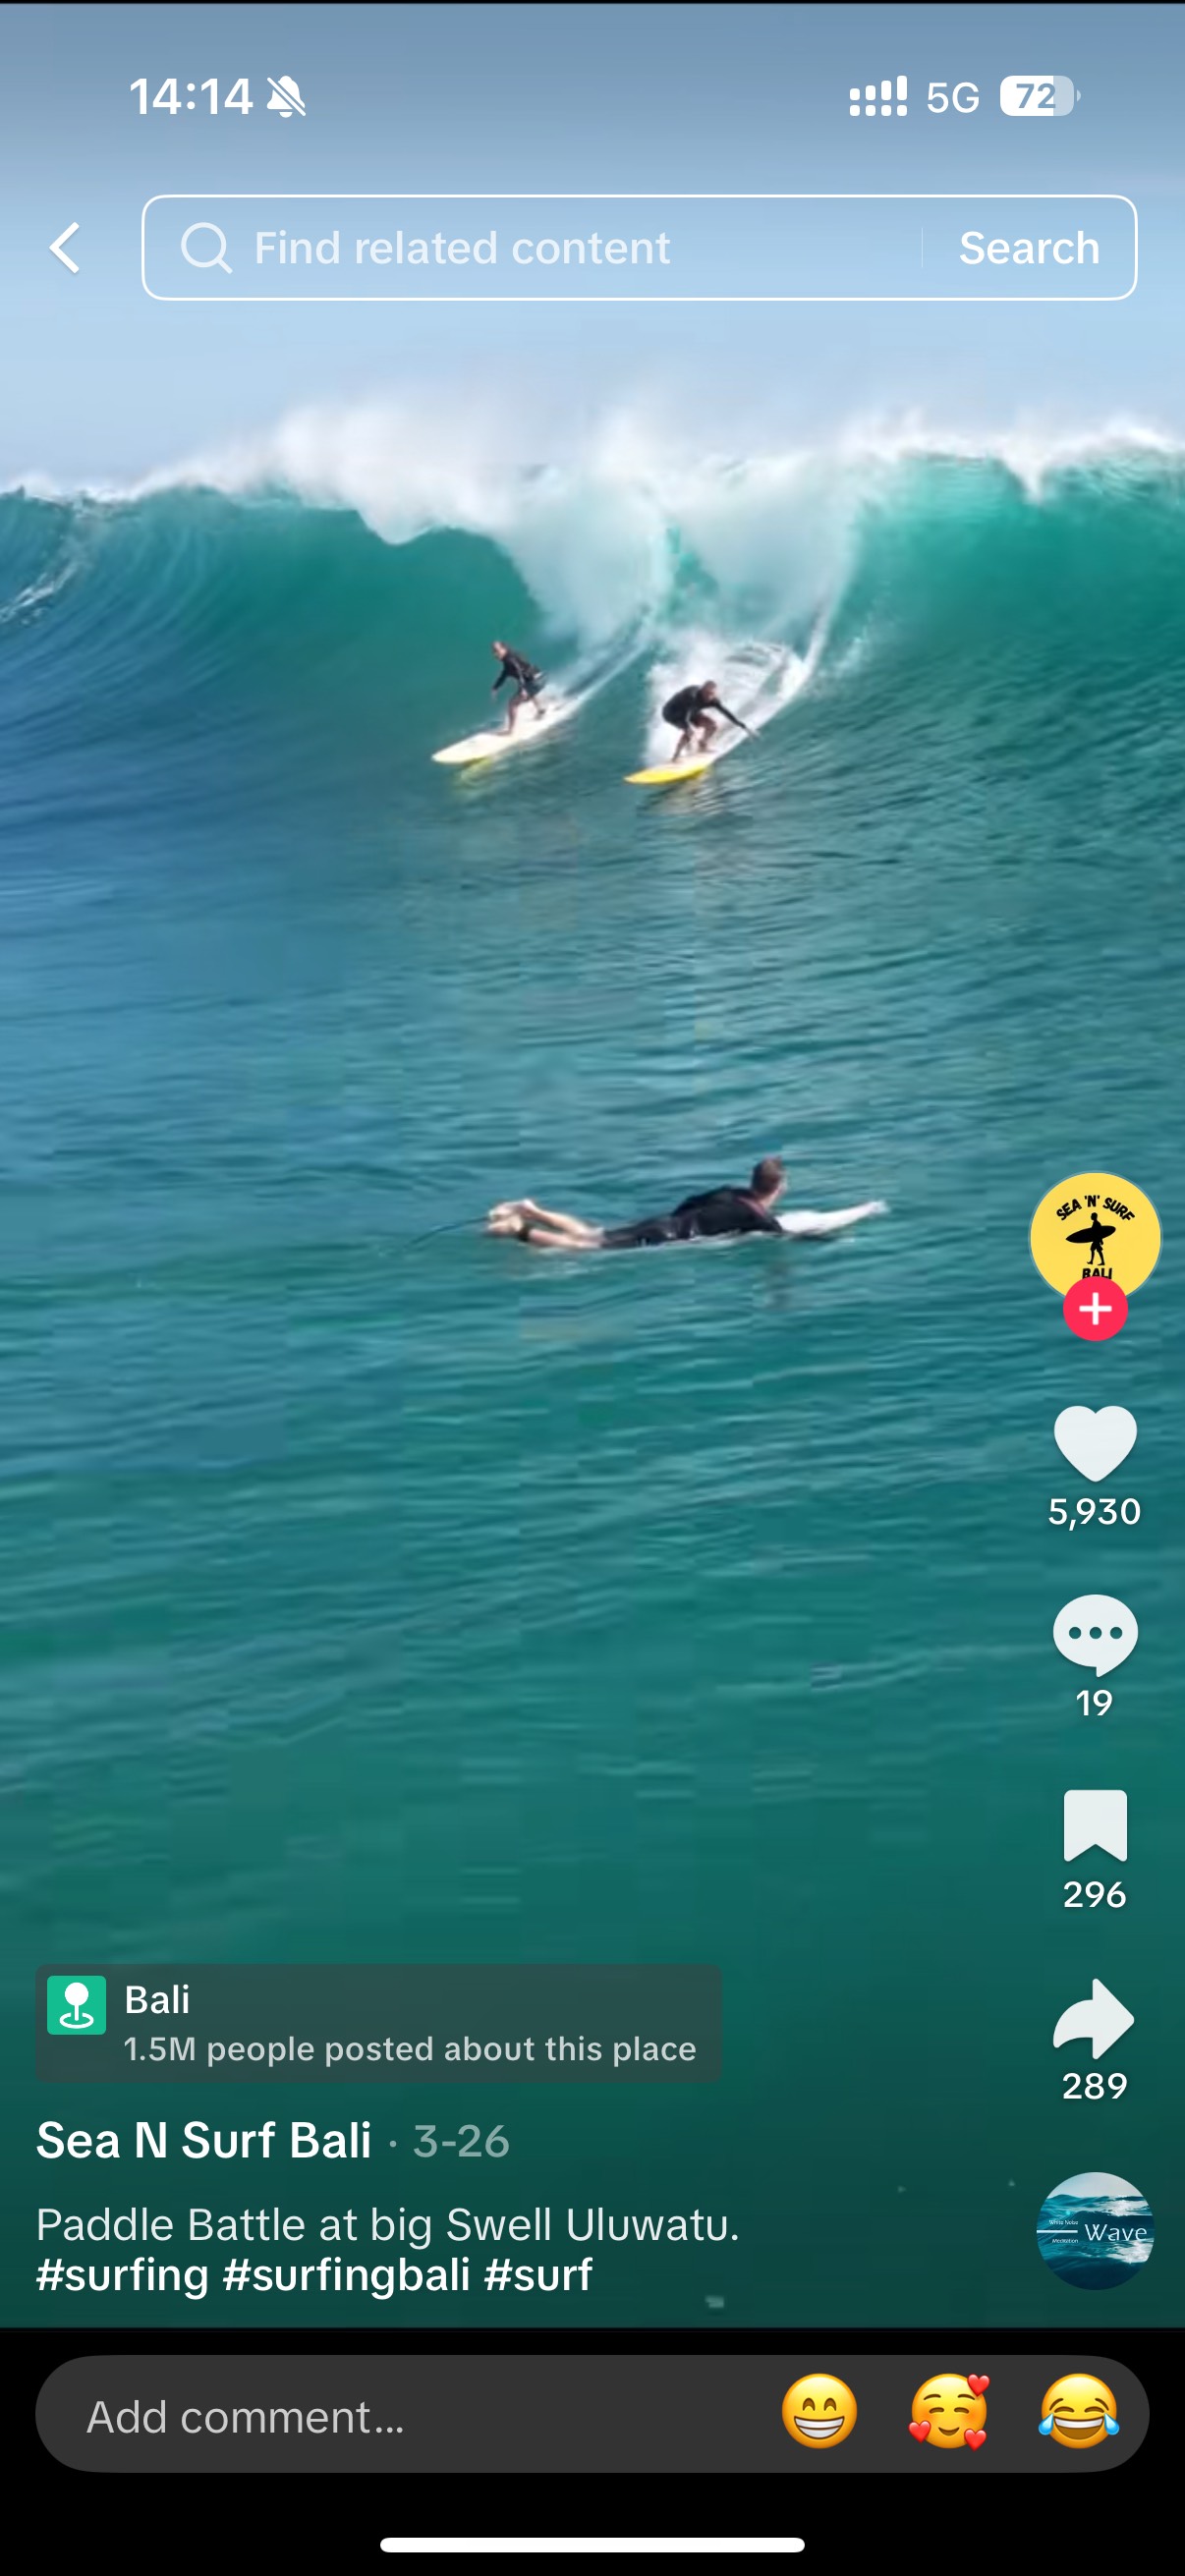 14:14
5G
72
Find related content
Search
SEA 'N' SURF
BALI
5,930
19
296
289
Bali
1.5M people posted about this place
Sea N Surf Bali · 3-26
Paddle Battle at big Swell Uluwatu.
#surfing #surfingbali #surf
Wave
Add comment...